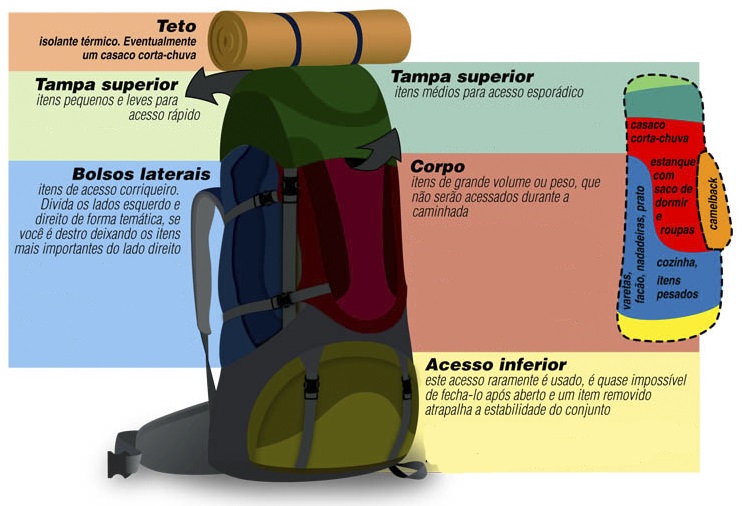 Teto
isolante térmico. Eventualmente
um casaco corta-chuva
Tampa superior
itens pequenos e leves para
acesso rápido
Bolsos laterais
itens de acesso corriqueiro.
Divida os lados esquerdo e
direito de forma temática, se
você é destro deixando os itens
mais importantes do lado direito
Tampa superior
itens médios para acesso esporádico
Corpo
itens de grande volume ou peso, que
não serão acessados durante a
caminhada
Acesso inferior
este acesso raramente é usado, é quase impossível
de fecha-lo após aberto e um item removido
atrapalha a estabilidade do conjunto
casaco
corta-chuva
estanque
com
saco de
dormir
e
roupas
camelback
varetas,
facão, nadadeiras, prato
cozinha,
itens
pesados